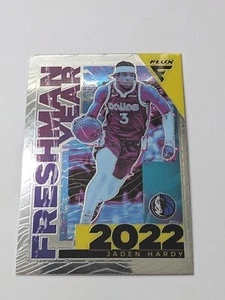 FLUX
FRESHMAN
YEAR
DALLAS
3
2022
JADEN HARDY